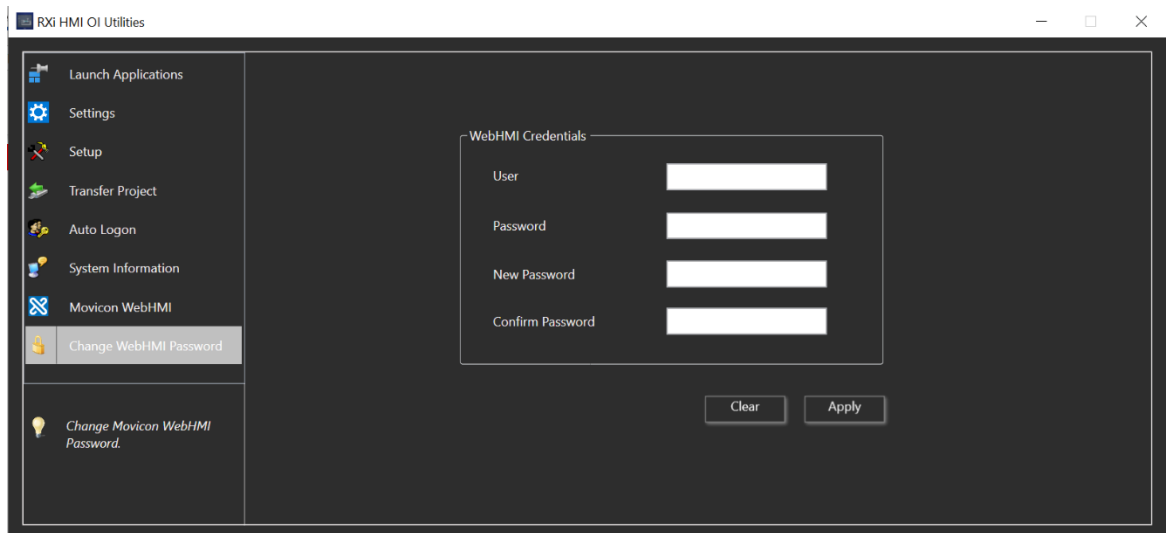 RXi HMI OI Utilities
Launch Applications
Settings
Setup
Transfer Project
Auto Logon
System Information
Movicon WebHMI
Change WebHMI Password
Change Movicon WebHMI
Password.
WebHMI Credentials
User
Password
New Password
Confirm Password
Clear
Apply